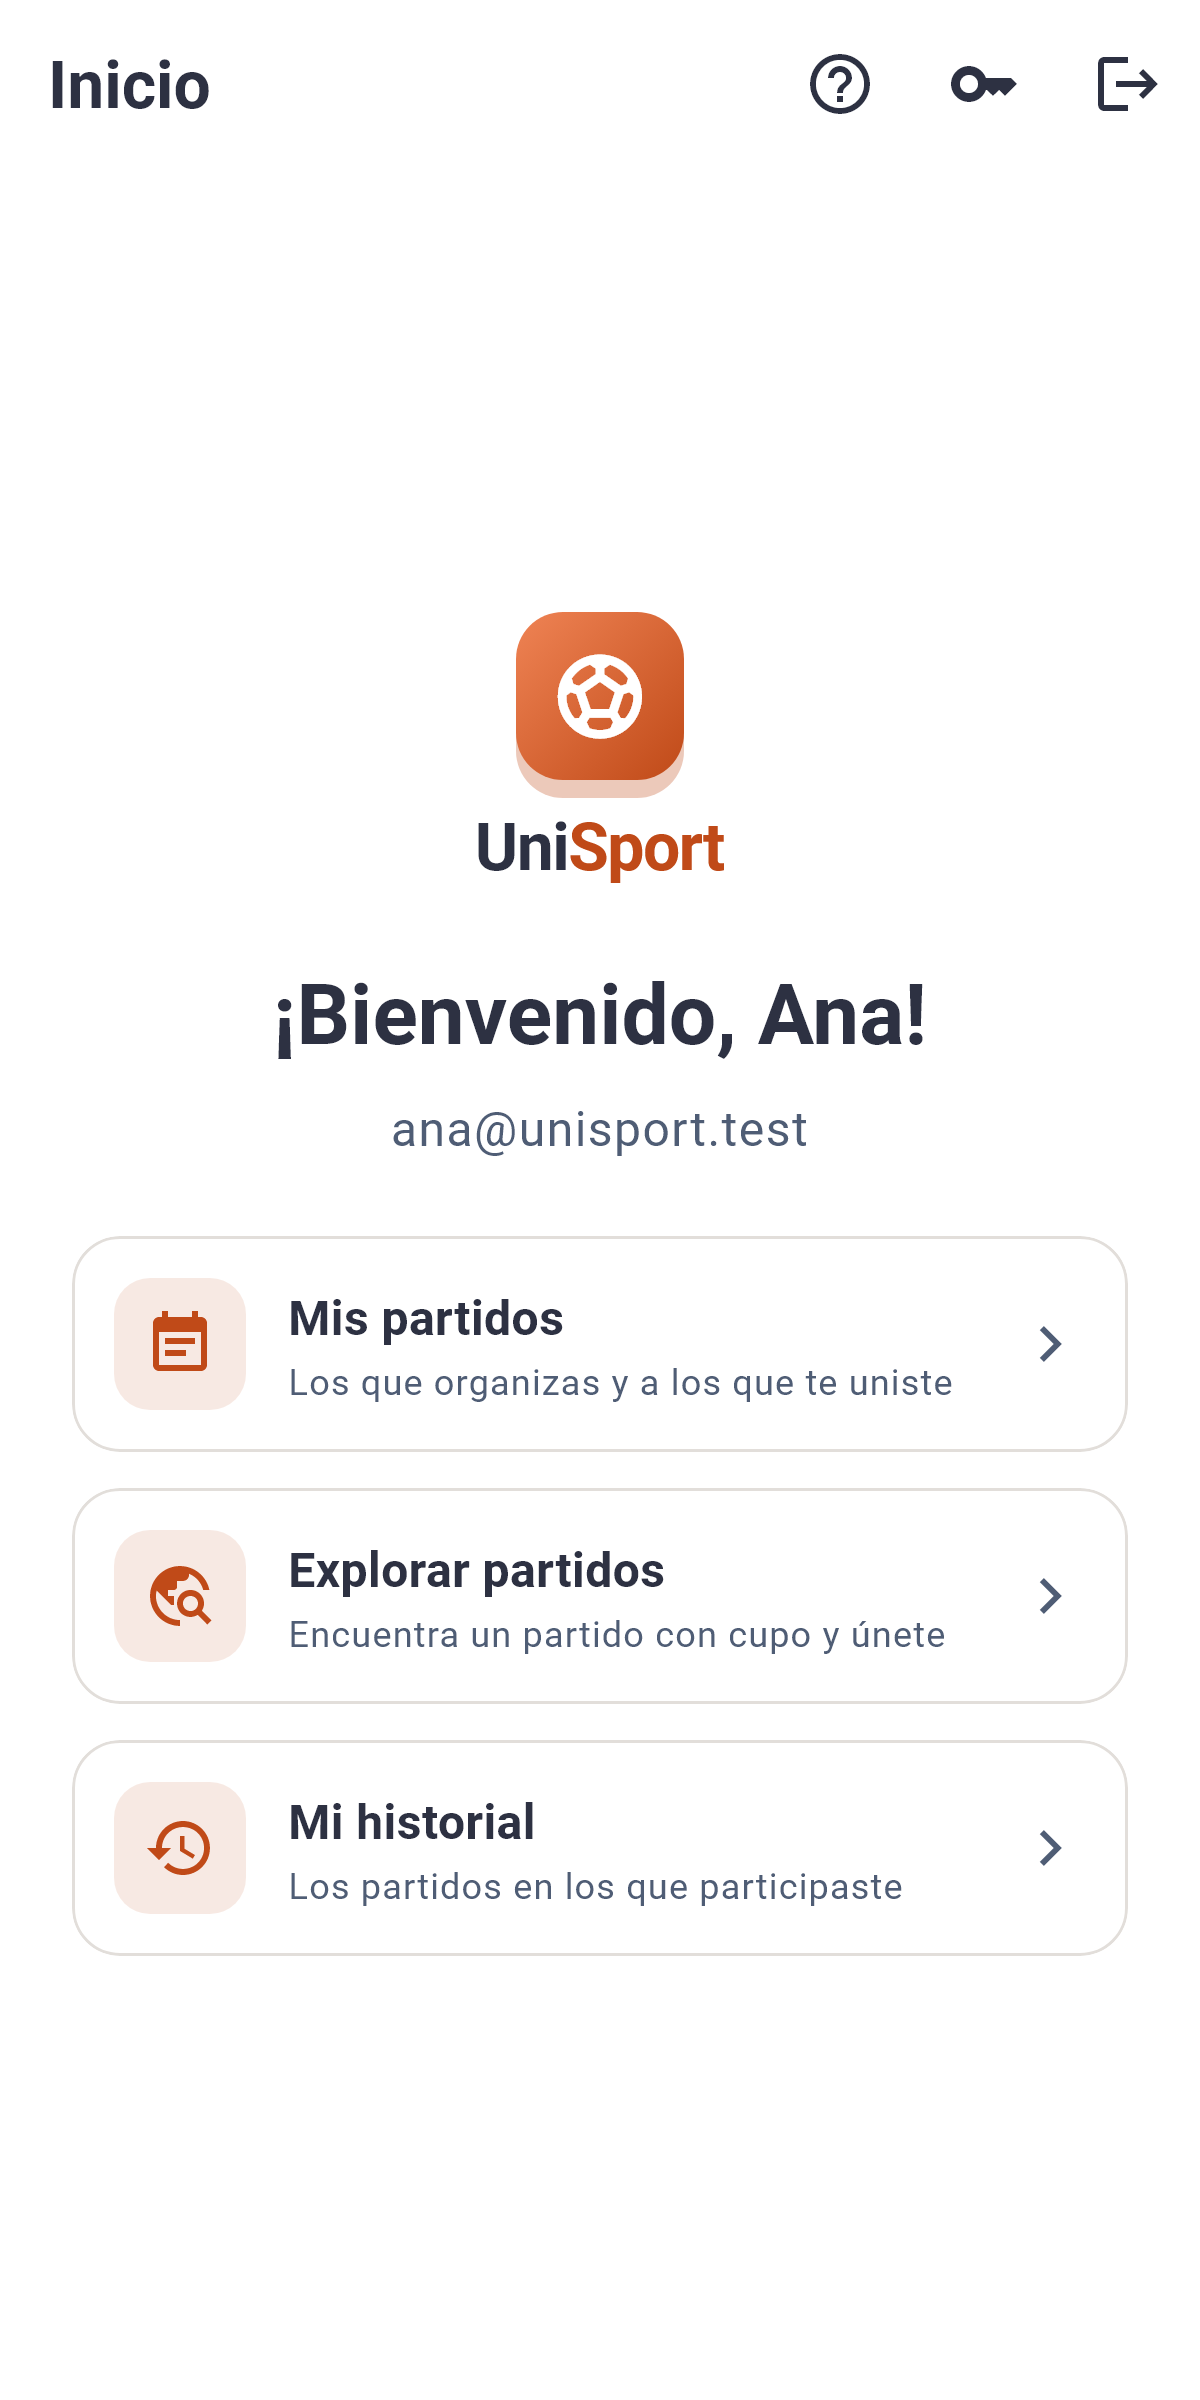 Inicio
UniSport
¡Bienvenido, Ana!
ana@unisport.test
Mis partidos
Los que organizas y a los que te uniste
Explorar partidos
Encuentra un partido con cupo y únete
Mi historial
Los partidos en los que participaste